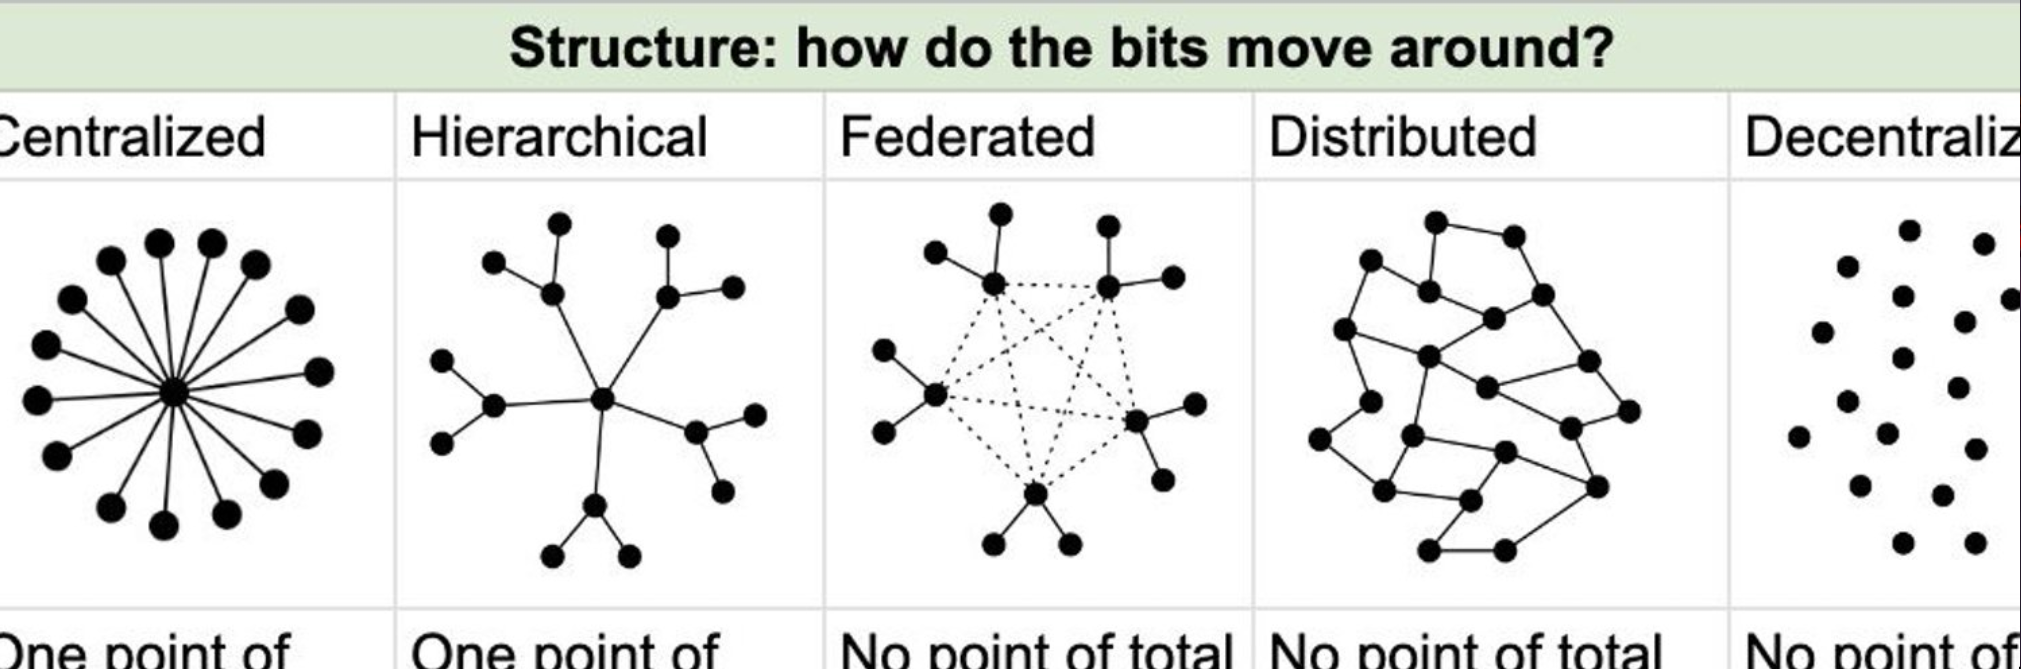 Structure: how do the bits move around?
Centralized
Hierarchical
Federated
Distributed
Decentraliz
One point of
One point of
No point of total
No point of total
No point of